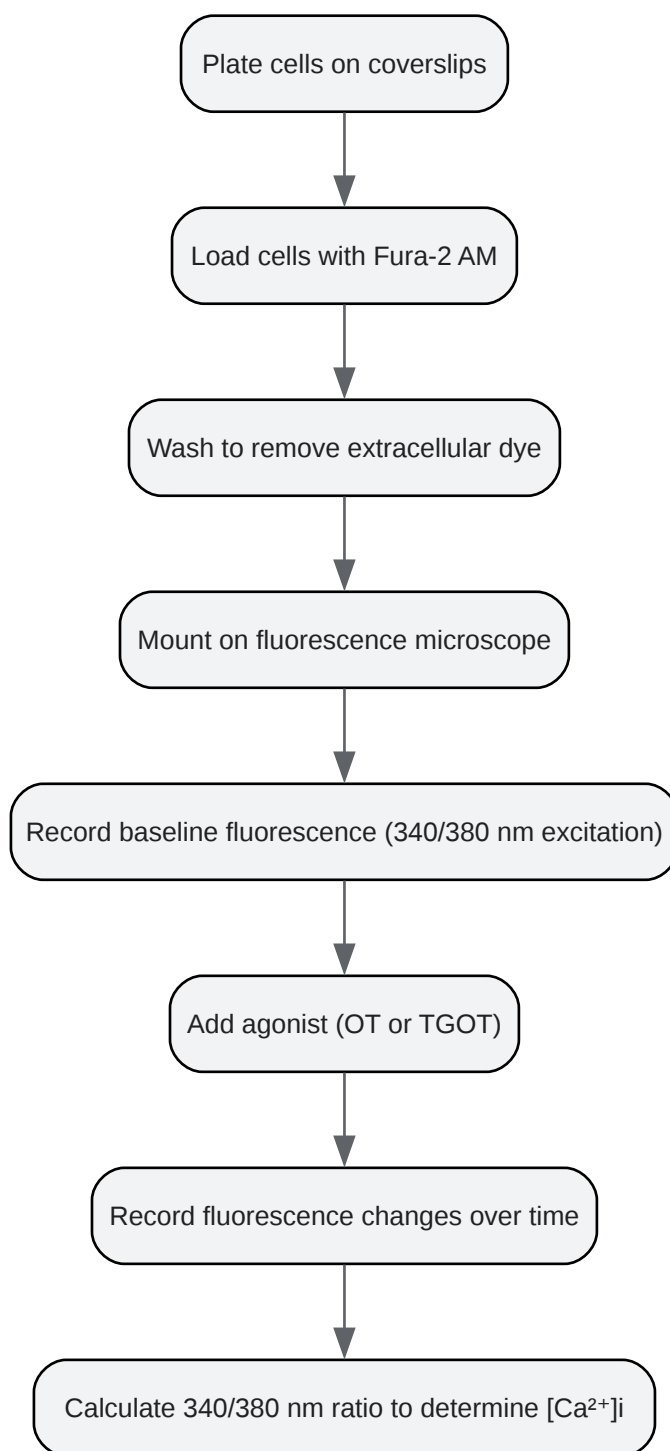 Plate cells on coverslips
Load cells with Fura-2 AM
Wash to remove extracellular dye
Mount on fluorescence microscope
Record baseline fluorescence (340/380 nm excitation)
Add agonist (OT or TGOT)
Record fluorescence changes over time
Calculate 340/380 nm ratio to determine [Ca²⁺]i